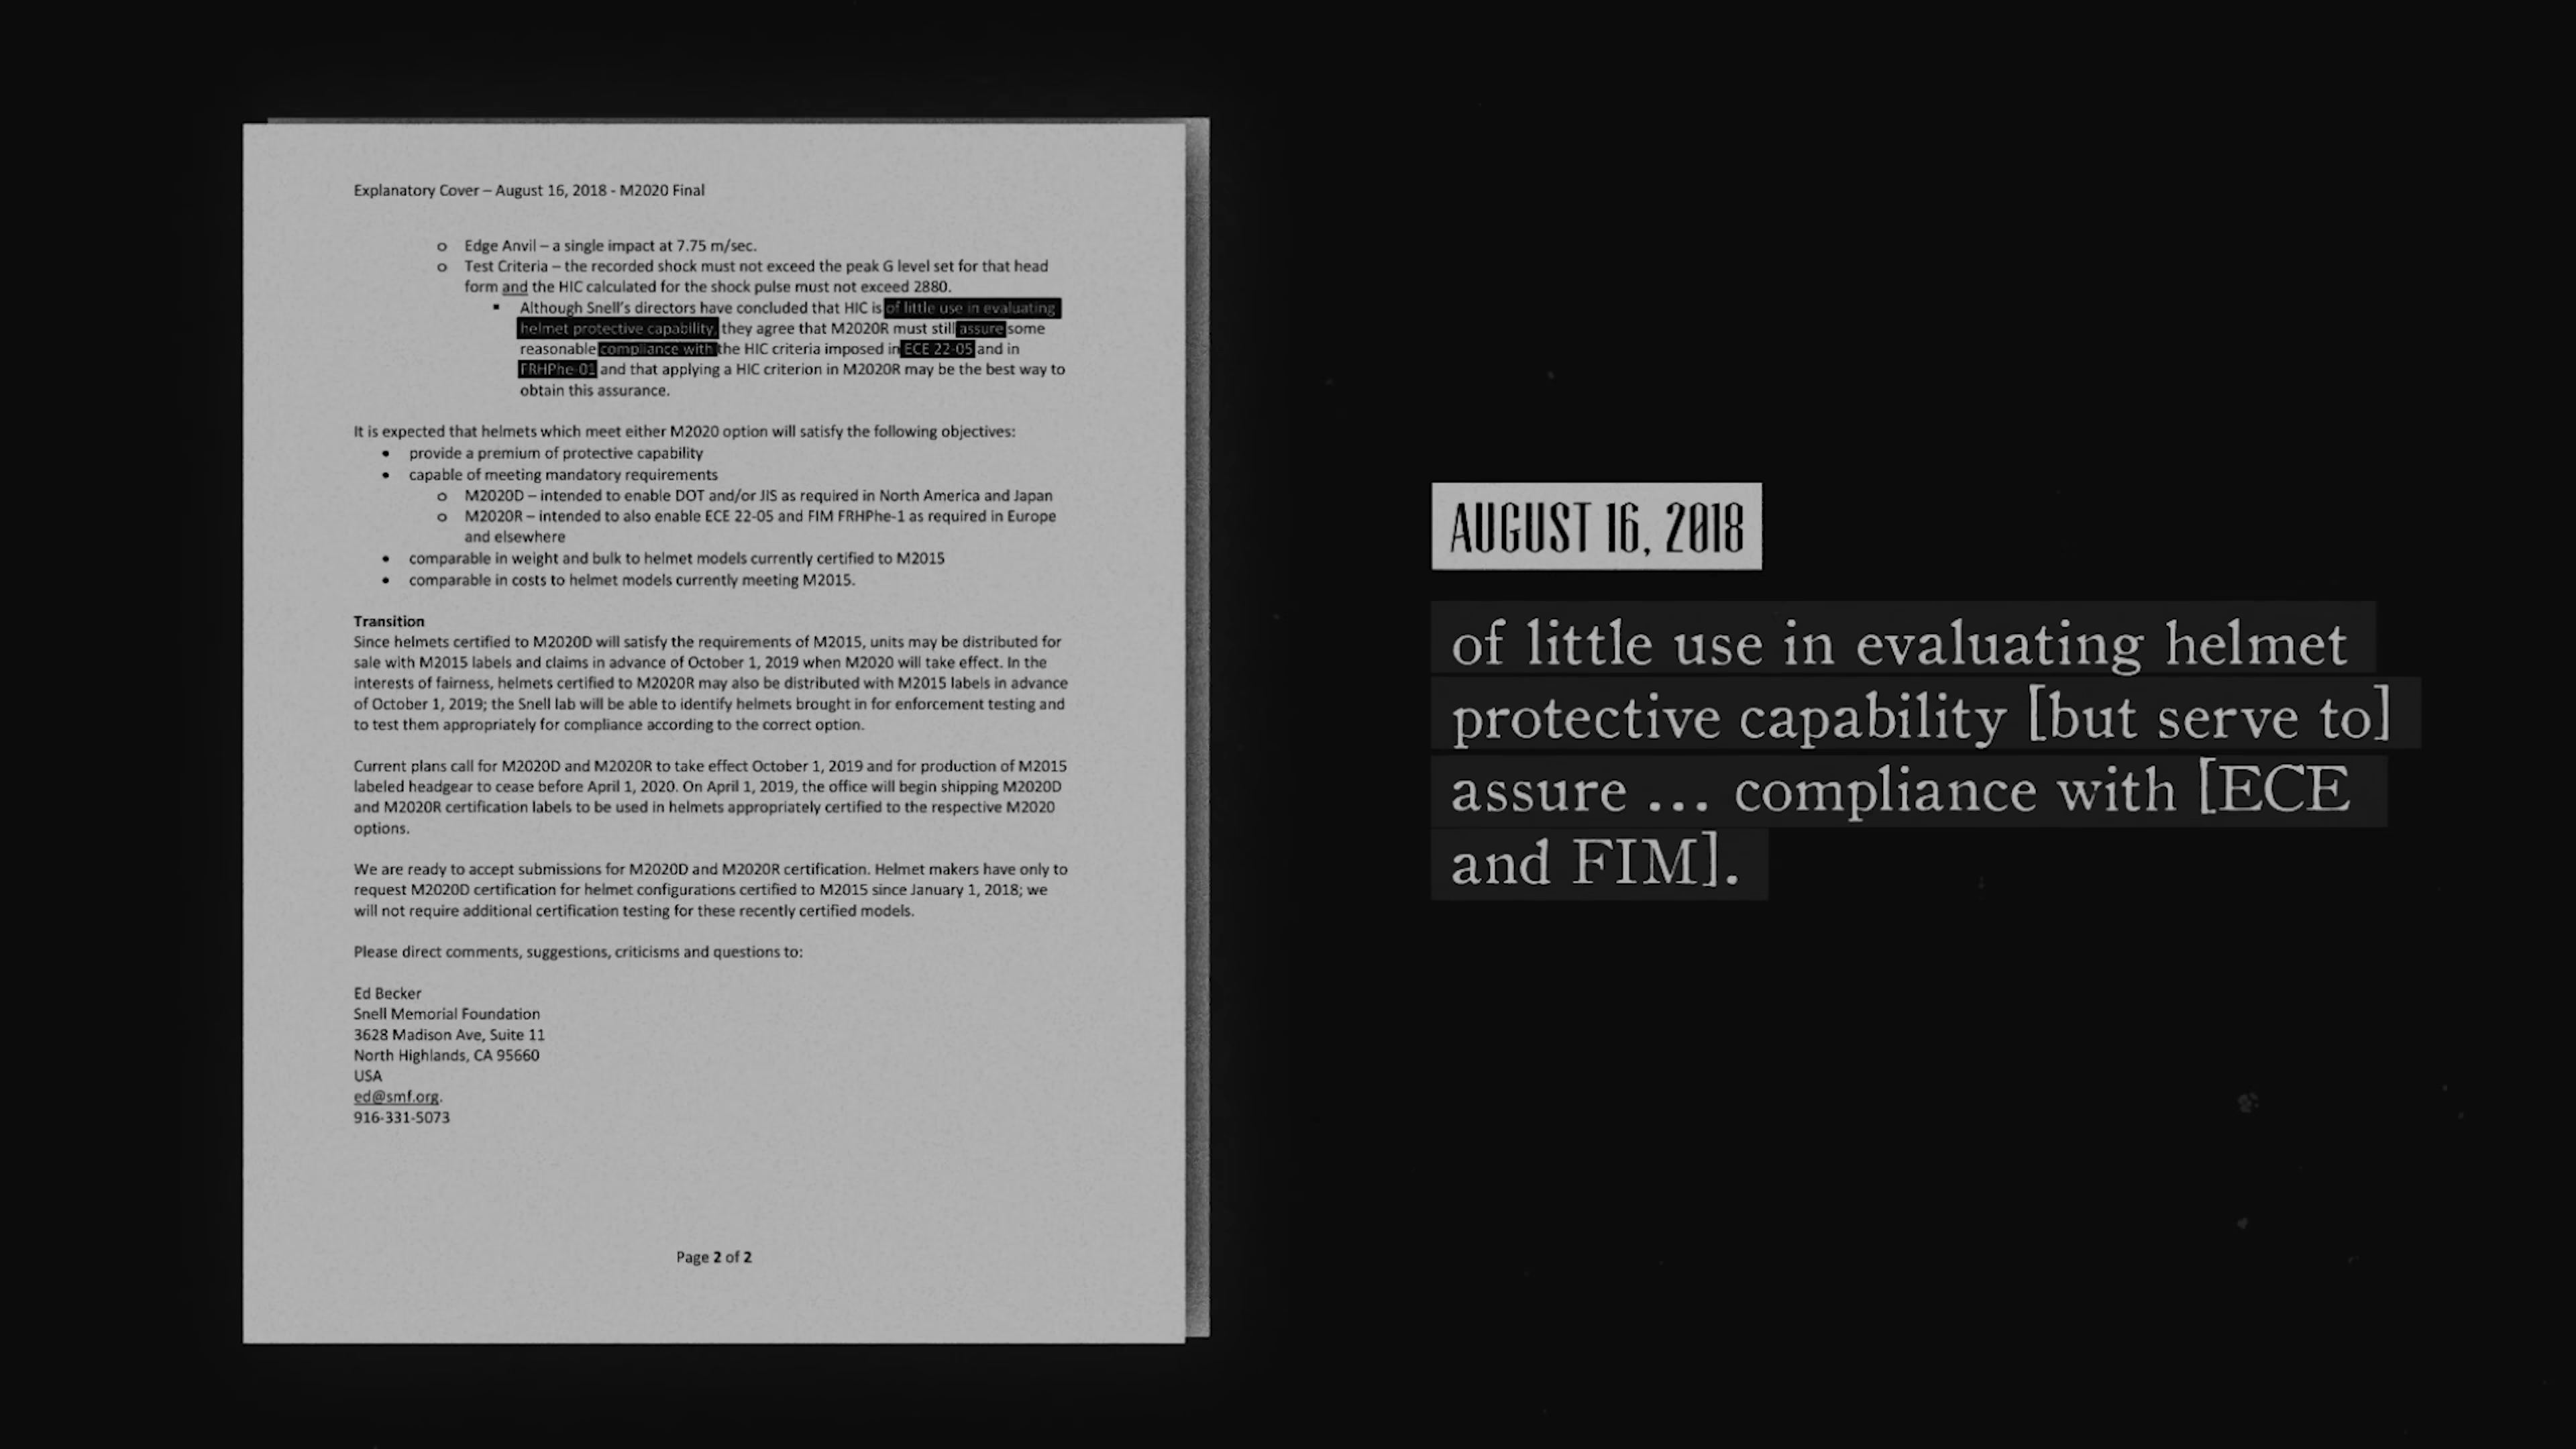 Explanatory Cover – August 16, 2018 - M2020 Final
o Edge Anvil – a single impact at 7.75 m/sec.
o Test Criteria – the recorded shock must not exceed the peak G level set for that head
form and the HIC calculated for the shock pulse must not exceed 2880.
▪ Although Snell's directors have concluded that HIC is of little use in evaluating
helmet protective capability, they agree that M2020R must still assure some
reasonable compliance with the HIC criteria imposed in ECE 22-05 and in
FRHPhe-01 and that applying a HIC criterion in M2020R may be the best way to
obtain this assurance.
It is expected that helmets which meet either M2020 option will satisfy the following objectives:
• provide a premium of protective capability
• capable of meeting mandatory requirements
o M2020D – intended to enable DOT and/or JIS as required in North America and Japan
o M2020R – intended to also enable ECE 22-05 and FIM FRHPhe-1 as required in Europe
and elsewhere
• comparable in weight and bulk to helmet models currently certified to M2015
• comparable in costs to helmet models currently meeting M2015.
Transition
Since helmets certified to M2020D will satisfy the requirements of M2015, units may be distributed for
sale with M2015 labels and claims in advance of October 1, 2019 when M2020 will take effect. In the
interests of fairness, helmets certified to M2020R may also be distributed with M2015 labels in advance
of October 1, 2019; the Snell lab will be able to identify helmets brought in for enforcement testing and
to test them appropriately for compliance according to the correct option.
Current plans call for M2020D and M2020R to take effect October 1, 2019 and for production of M2015
labeled headgear to cease before April 1, 2020. On April 1, 2019, the office will begin shipping M2020D
and M2020R certification labels to be used in helmets appropriately certified to the respective M2020
options.
We are ready to accept submissions for M2020D and M2020R certification. Helmet makers have only to
request M2020D certification for helmet configurations certified to M2015 since January 1, 2018; we
will not require additional certification testing for these recently certified models.
Please direct comments, suggestions, criticisms and questions to:
Ed Becker
Snell Memorial Foundation
3628 Madison Ave, Suite 11
North Highlands, CA 95660
USA
ed@smf.org.
916-331-5073
Page 2 of 2
AUGUST 16, 2018
of little use in evaluating helmet
protective capability [but serve to]
assure ... compliance with [ECE
and FIM].